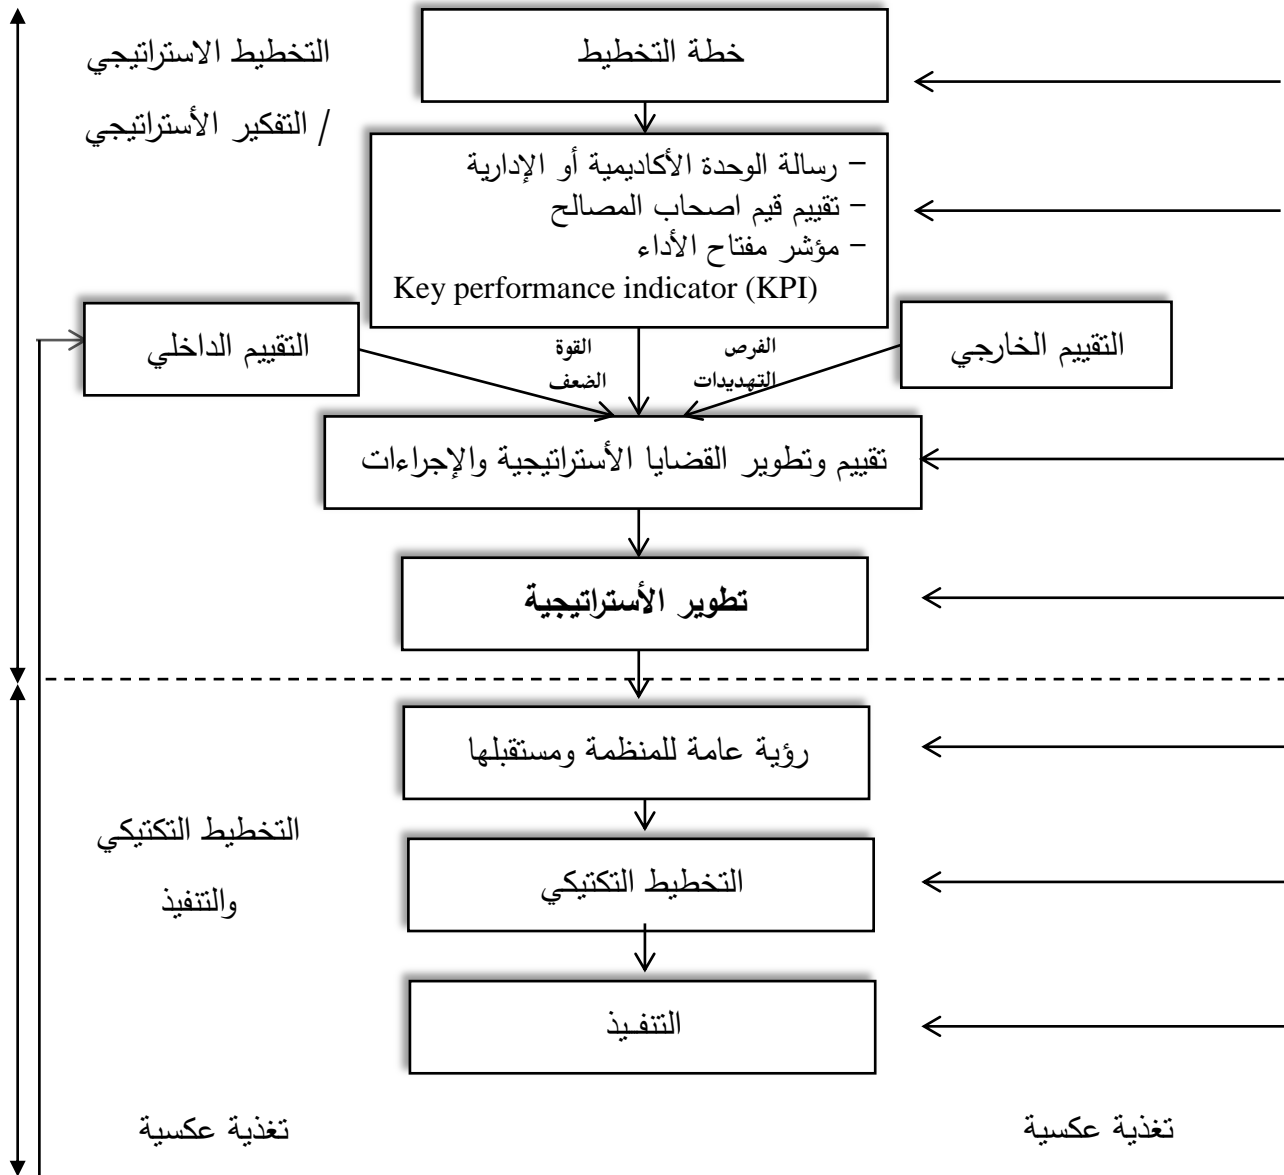 خطة التخطيط
التخطيط الاستراتيجي
/ التفكير الأستراتيجي
– رسالة الوحدة الأكاديمية أو الإدارية
– تقييم قيم اصحاب المصالح
– مؤشر مفتاح الأداء
Key performance indicator (KPI)
التقييم الخارجي
الفرص
التهديدات
القوة
الضعف
التقييم الداخلي
تقييم وتطوير القضايا الأستراتيجية والإجراءات
تطوير الأستراتيجية
رؤية عامة للمنظمة ومستقبلها
التخطيط التكتيكي
التخطيط التكتيكي
والتنفيذ
التنفـيذ
تغذية عكسية
تغذية عكسية